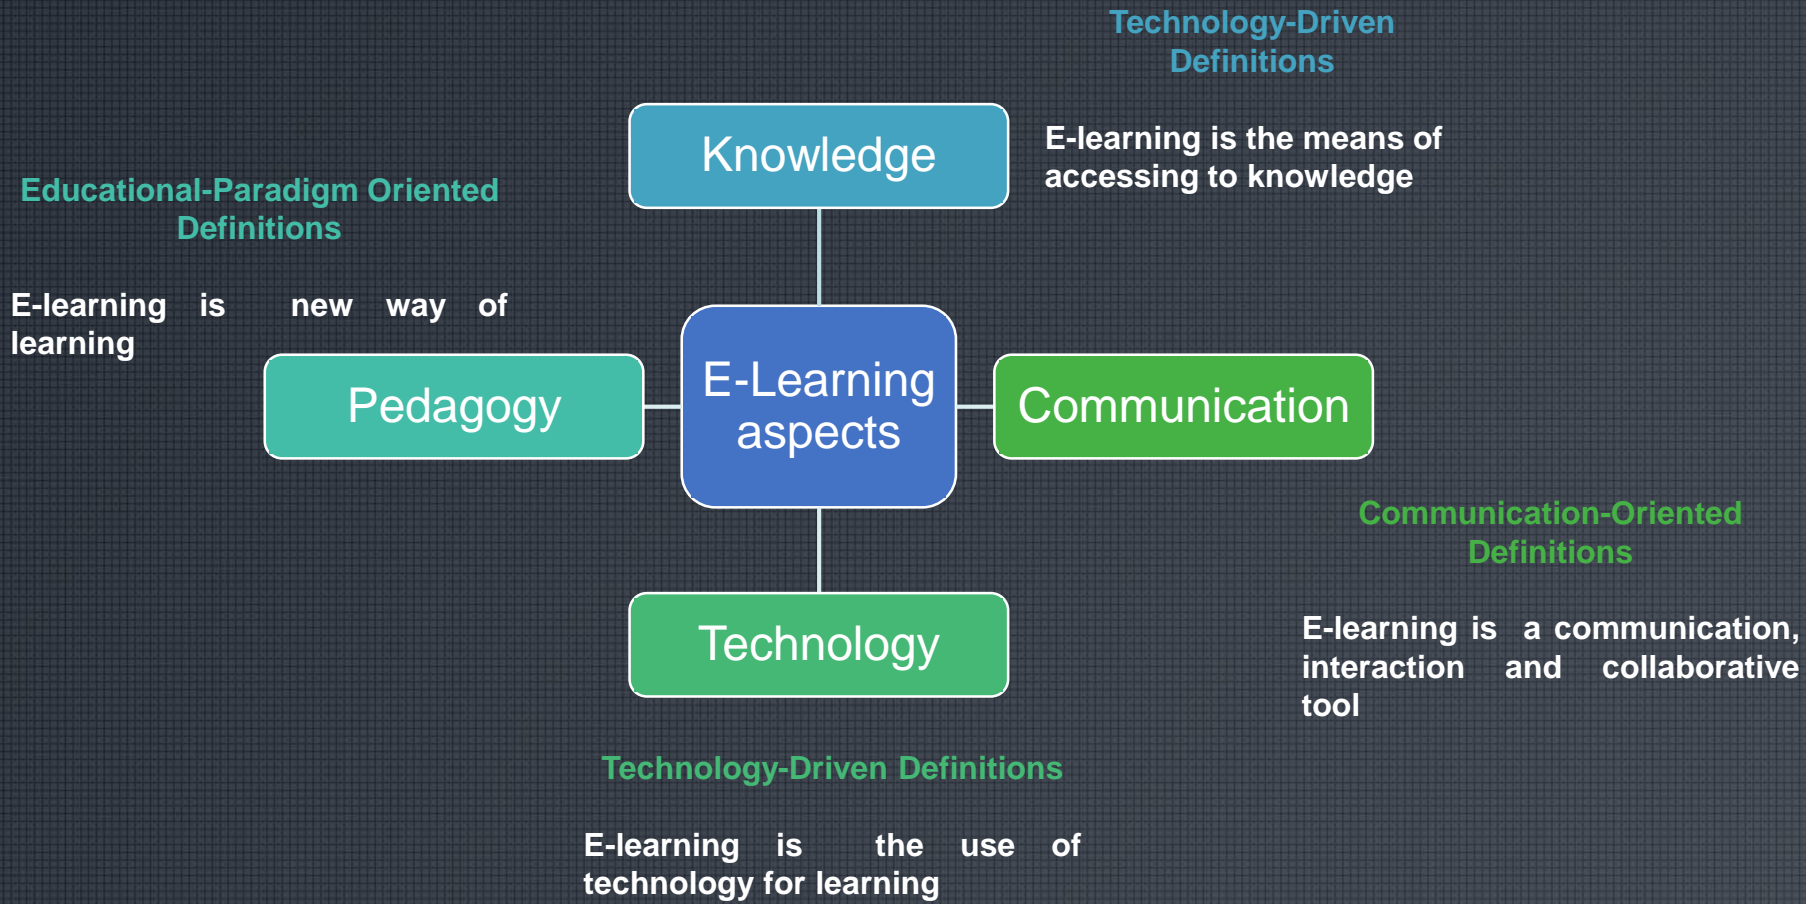 Technology-Driven
Definitions
Knowledge
E-learning is the means of
accessing to knowledge
Educational-Paradigm Oriented
Definitions
E-learning is new way of
learning
Pedagogy
E-Learning
aspects
Communication
Communication-Oriented
Definitions
E-learning is a communication,
interaction and collaborative
tool
Technology
Technology-Driven Definitions
E-learning is the use of
technology for learning